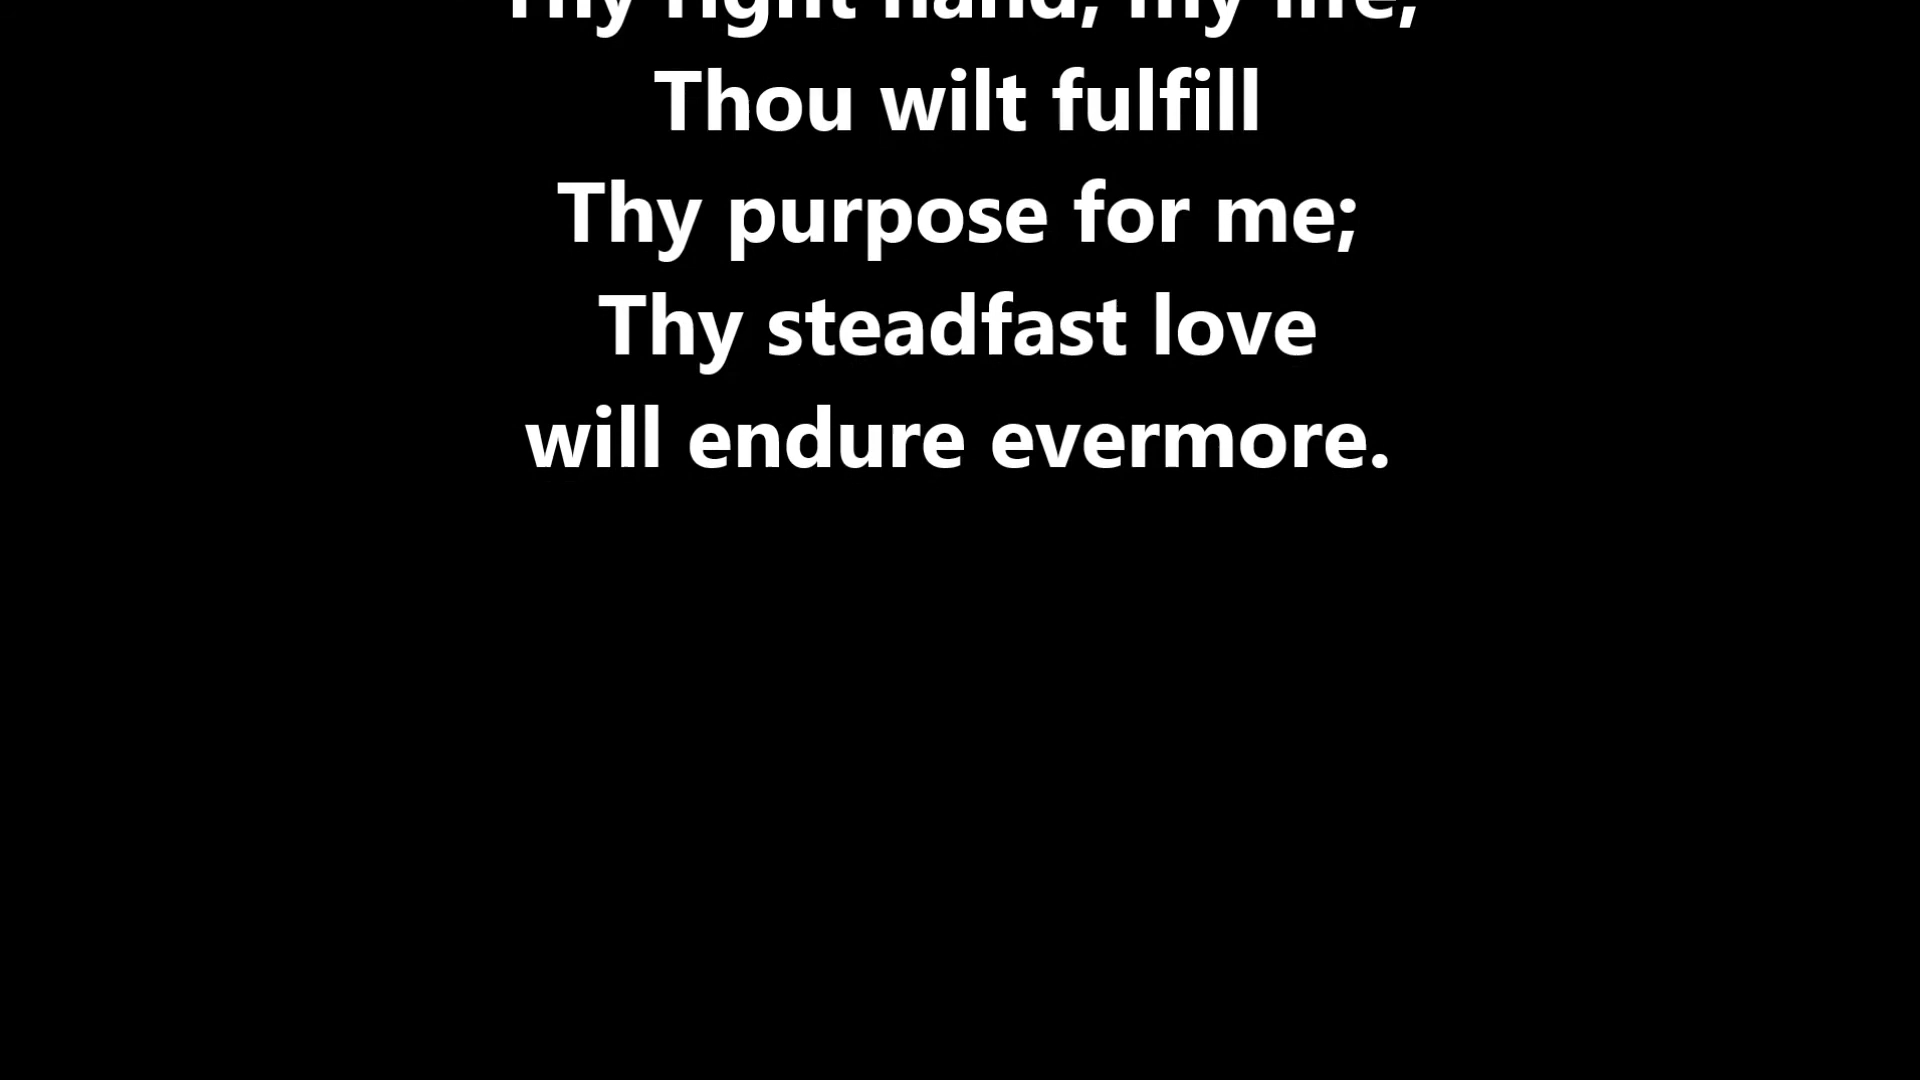 Thy right hand, my life,
Thou wilt fulfill
Thy purpose for me;
Thy steadfast love
will endure evermore.